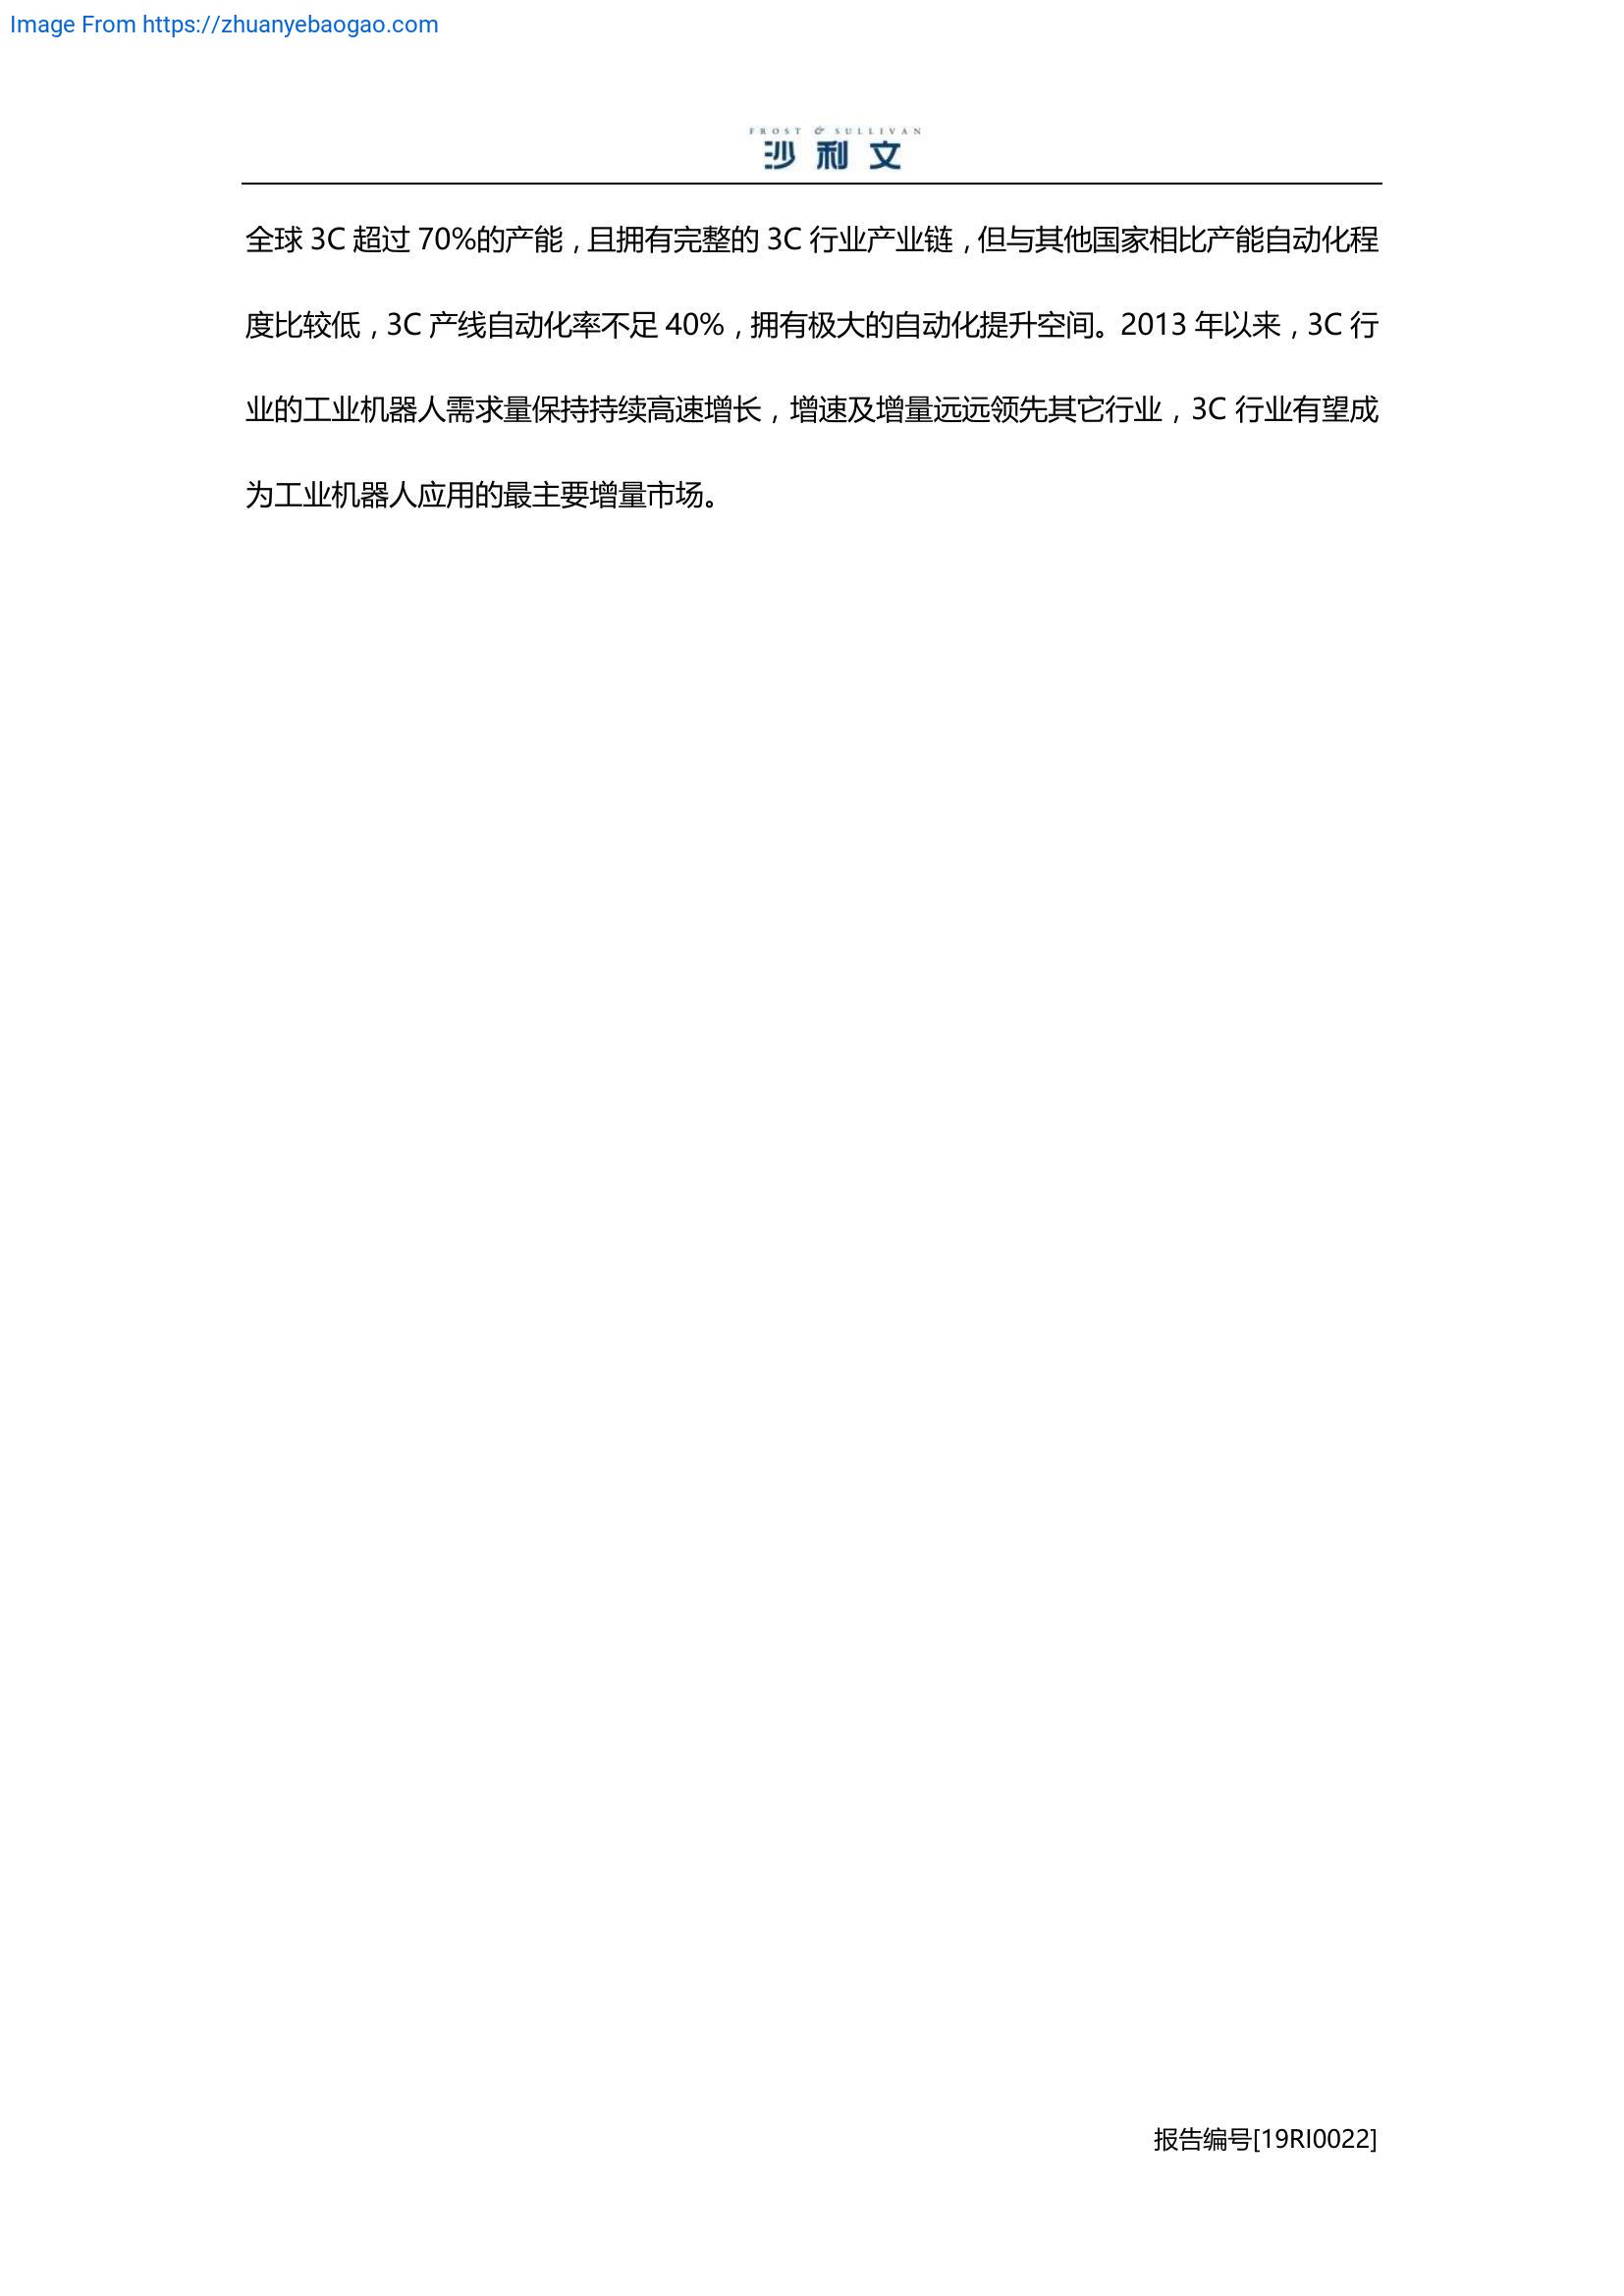 Image From https://zhuanyebaogao.com
FROST & SULLIVAN
沙利文
全球 3C 超过 70%的产能，且拥有完整的 3C 行业产业链，但与其他国家相比产能自动化程
度比较低，3C 产线自动化率不足 40%，拥有极大的自动化提升空间。2013 年以来，3C 行
业的工业机器人需求量保持持续高速增长，增速及增量远远领先其它行业，3C 行业有望成
为工业机器人应用的最主要增量市场。
报告编号[19RI0022]